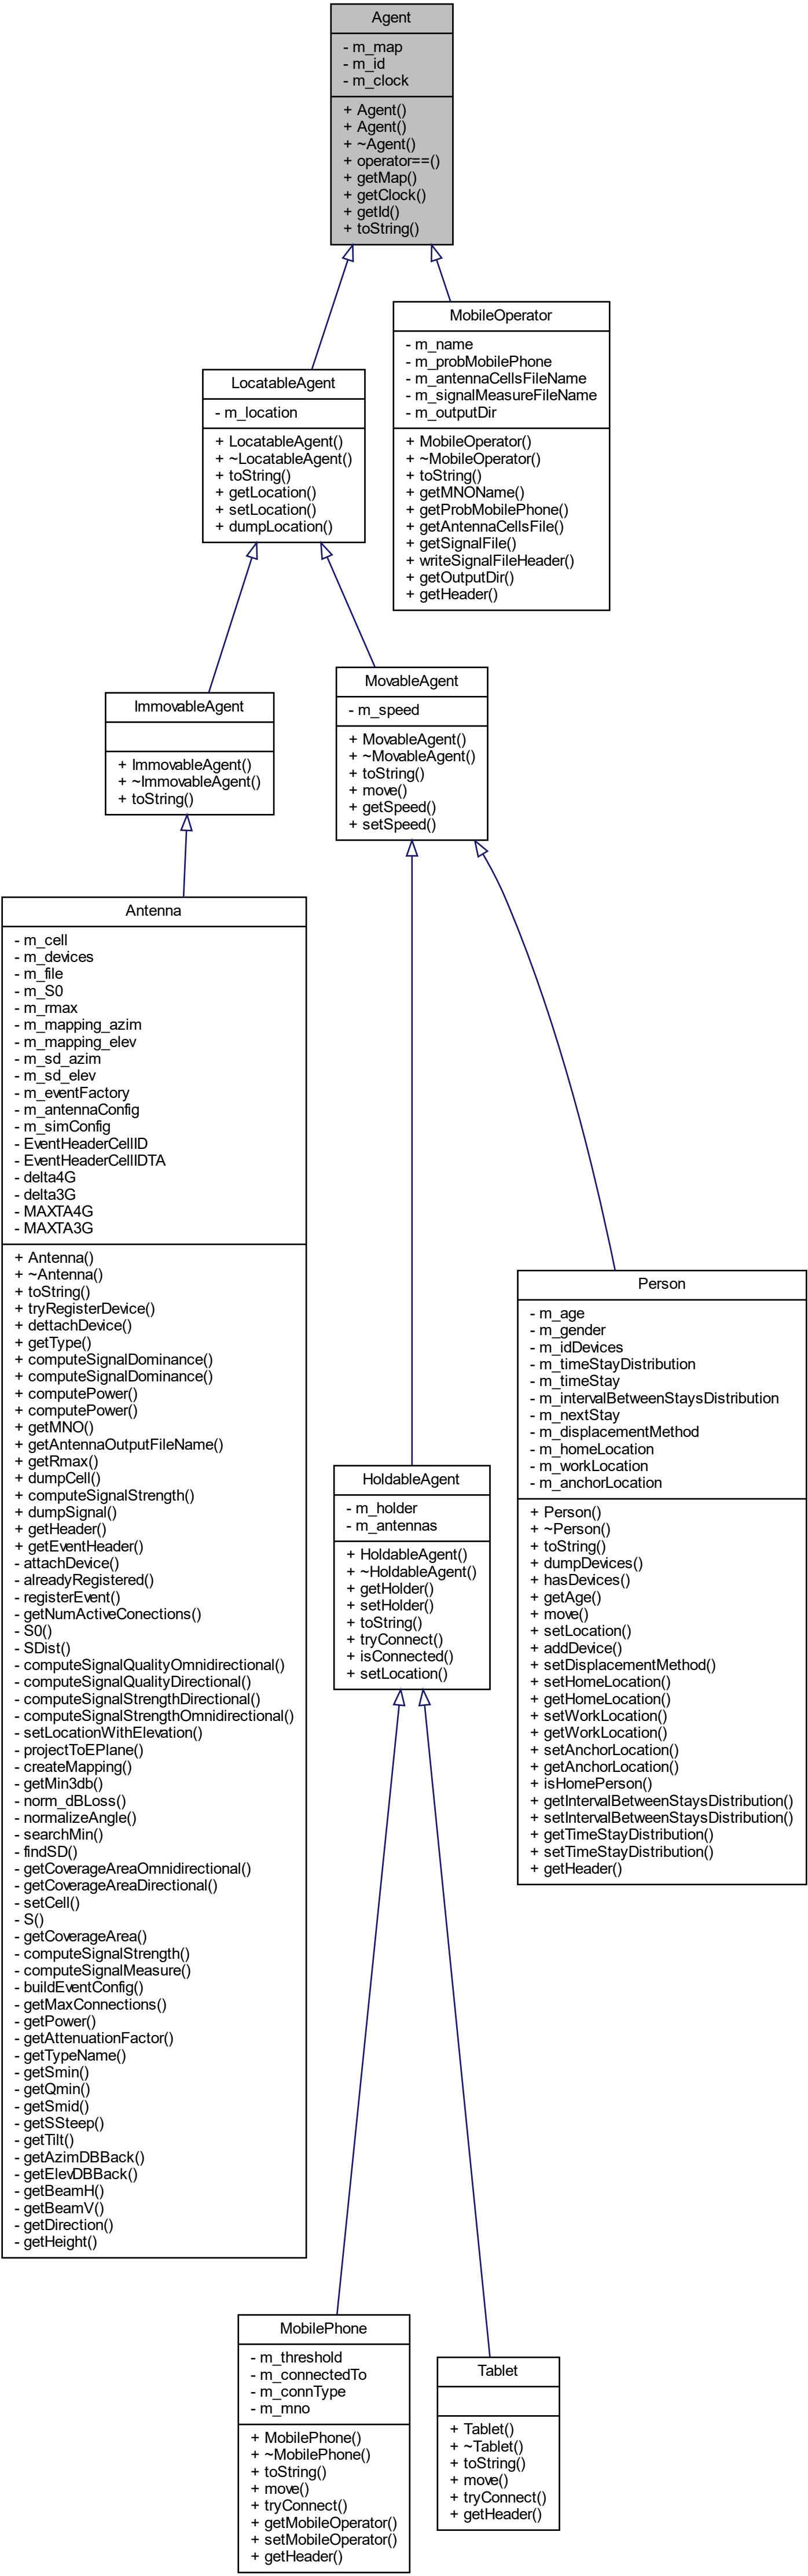 Agent
- m_map
- m_id
- m_clock
+ Agent()
+ Agent()
+ ~Agent()
+ operator==()
+ getMap()
+ getClock()
+ getId()
+ toString()
MobileOperator
- m_name
- m_probMobilePhone
- m_antennaCellsFileName
- m_signalMeasureFileName
- m_outputDir
+ MobileOperator()
+ ~MobileOperator()
+ toString()
+ getMNOName()
+ getProbMobilePhone()
+ getAntennaCellsFile()
+ getSignalFile()
+ writeSignalFileHeader()
+ getOutputDir()
+ getHeader()
LocatableAgent
- m_location
+ LocatableAgent()
+ ~LocatableAgent()
+ toString()
+ getLocation()
+ setLocation()
+ dumpLocation()
ImmovableAgent
+ ImmovableAgent()
+ ~ImmovableAgent()
+ toString()
MovableAgent
- m_speed
+ MovableAgent()
+ ~MovableAgent()
+ toString()
+ move()
+ getSpeed()
+ setSpeed()
Antenna
- m_cell
- m_devices
- m_file
- m_S0
- m_rmax
- m_mapping_azim
- m_mapping_elev
- m_sd_azim
- m_sd_elev
- m_eventFactory
- m_antennaConfig
- m_simConfig
- EventHeaderCellID
- EventHeaderCellIDTA
- delta4G
- delta3G
- MAXTA4G
- MAXTA3G
+ Antenna()
+ ~Antenna()
+ toString()
+ tryRegisterDevice()
+ dettachDevice()
+ getType()
+ computeSignalDominance()
+ computeSignalDominance()
+ computePower()
+ computePower()
+ getMNO()
+ getAntennaOutputFileName()
+ getRmax()
+ dumpCell()
+ computeSignalStrength()
+ dumpSignal()
+ getHeader()
+ getEventHeader()
- attachDevice()
- alreadyRegistered()
- registerEvent()
- getNumActiveConections()
- S0()
- SDist()
- computeSignalQualityOmnidirectional()
- computeSignalQualityDirectional()
- computeSignalStrengthDirectional()
- computeSignalStrengthOmnidirectional()
- setLocationWithElevation()
- projectToEPlane()
- createMapping()
- getMin3db()
- norm_dBLoss()
- normalizeAngle()
- searchMin()
- findSD()
- getCoverageAreaOmnidirectional()
- getCoverageAreaDirectional()
- setCell()
- S()
- getCoverageArea()
- computeSignalStrength()
- computeSignalMeasure()
- buildEventConfig()
- getMaxConnections()
- getPower()
- getAttenuationFactor()
- getTypeName()
- getSmin()
- getQmin()
- getSmid()
- getSSteep()
- getTilt()
- getAzimDBBack()
- getElevDBBack()
- getBeamH()
- getBeamV()
- getDirection()
- getHeight()
Person
- m_age
- m_gender
- m_idDevices
- m_timeStayDistribution
- m_timeStay
- m_intervalBetweenStaysDistribution
- m_nextStay
- m_displacementMethod
- m_homeLocation
- m_workLocation
- m_anchorLocation
+ Person()
+ ~Person()
+ toString()
+ dumpDevices()
+ hasDevices()
+ getAge()
+ move()
+ setLocation()
+ addDevice()
+ setDisplacementMethod()
+ setHomeLocation()
+ getHomeLocation()
+ setWorkLocation()
+ getWorkLocation()
+ setAnchorLocation()
+ getAnchorLocation()
+ isHomePerson()
+ getIntervalBetweenStaysDistribution()
+ setIntervalBetweenStaysDistribution()
+ getTimeStayDistribution()
+ setTimeStayDistribution()
+ getHeader()
HoldableAgent
- m_holder
- m_antennas
+ HoldableAgent()
+ ~HoldableAgent()
+ getHolder()
+ setHolder()
+ toString()
+ tryConnect()
+ isConnected()
+ setLocation()
MobilePhone
- m_threshold
- m_connectedTo
- m_connType
- m_mno
+ MobilePhone()
+ ~MobilePhone()
+ toString()
+ move()
+ tryConnect()
+ getMobileOperator()
+ setMobileOperator()
+ getHeader()
Tablet
+ Tablet()
+ ~Tablet()
+ toString()
+ move()
+ tryConnect()
+ getHeader()